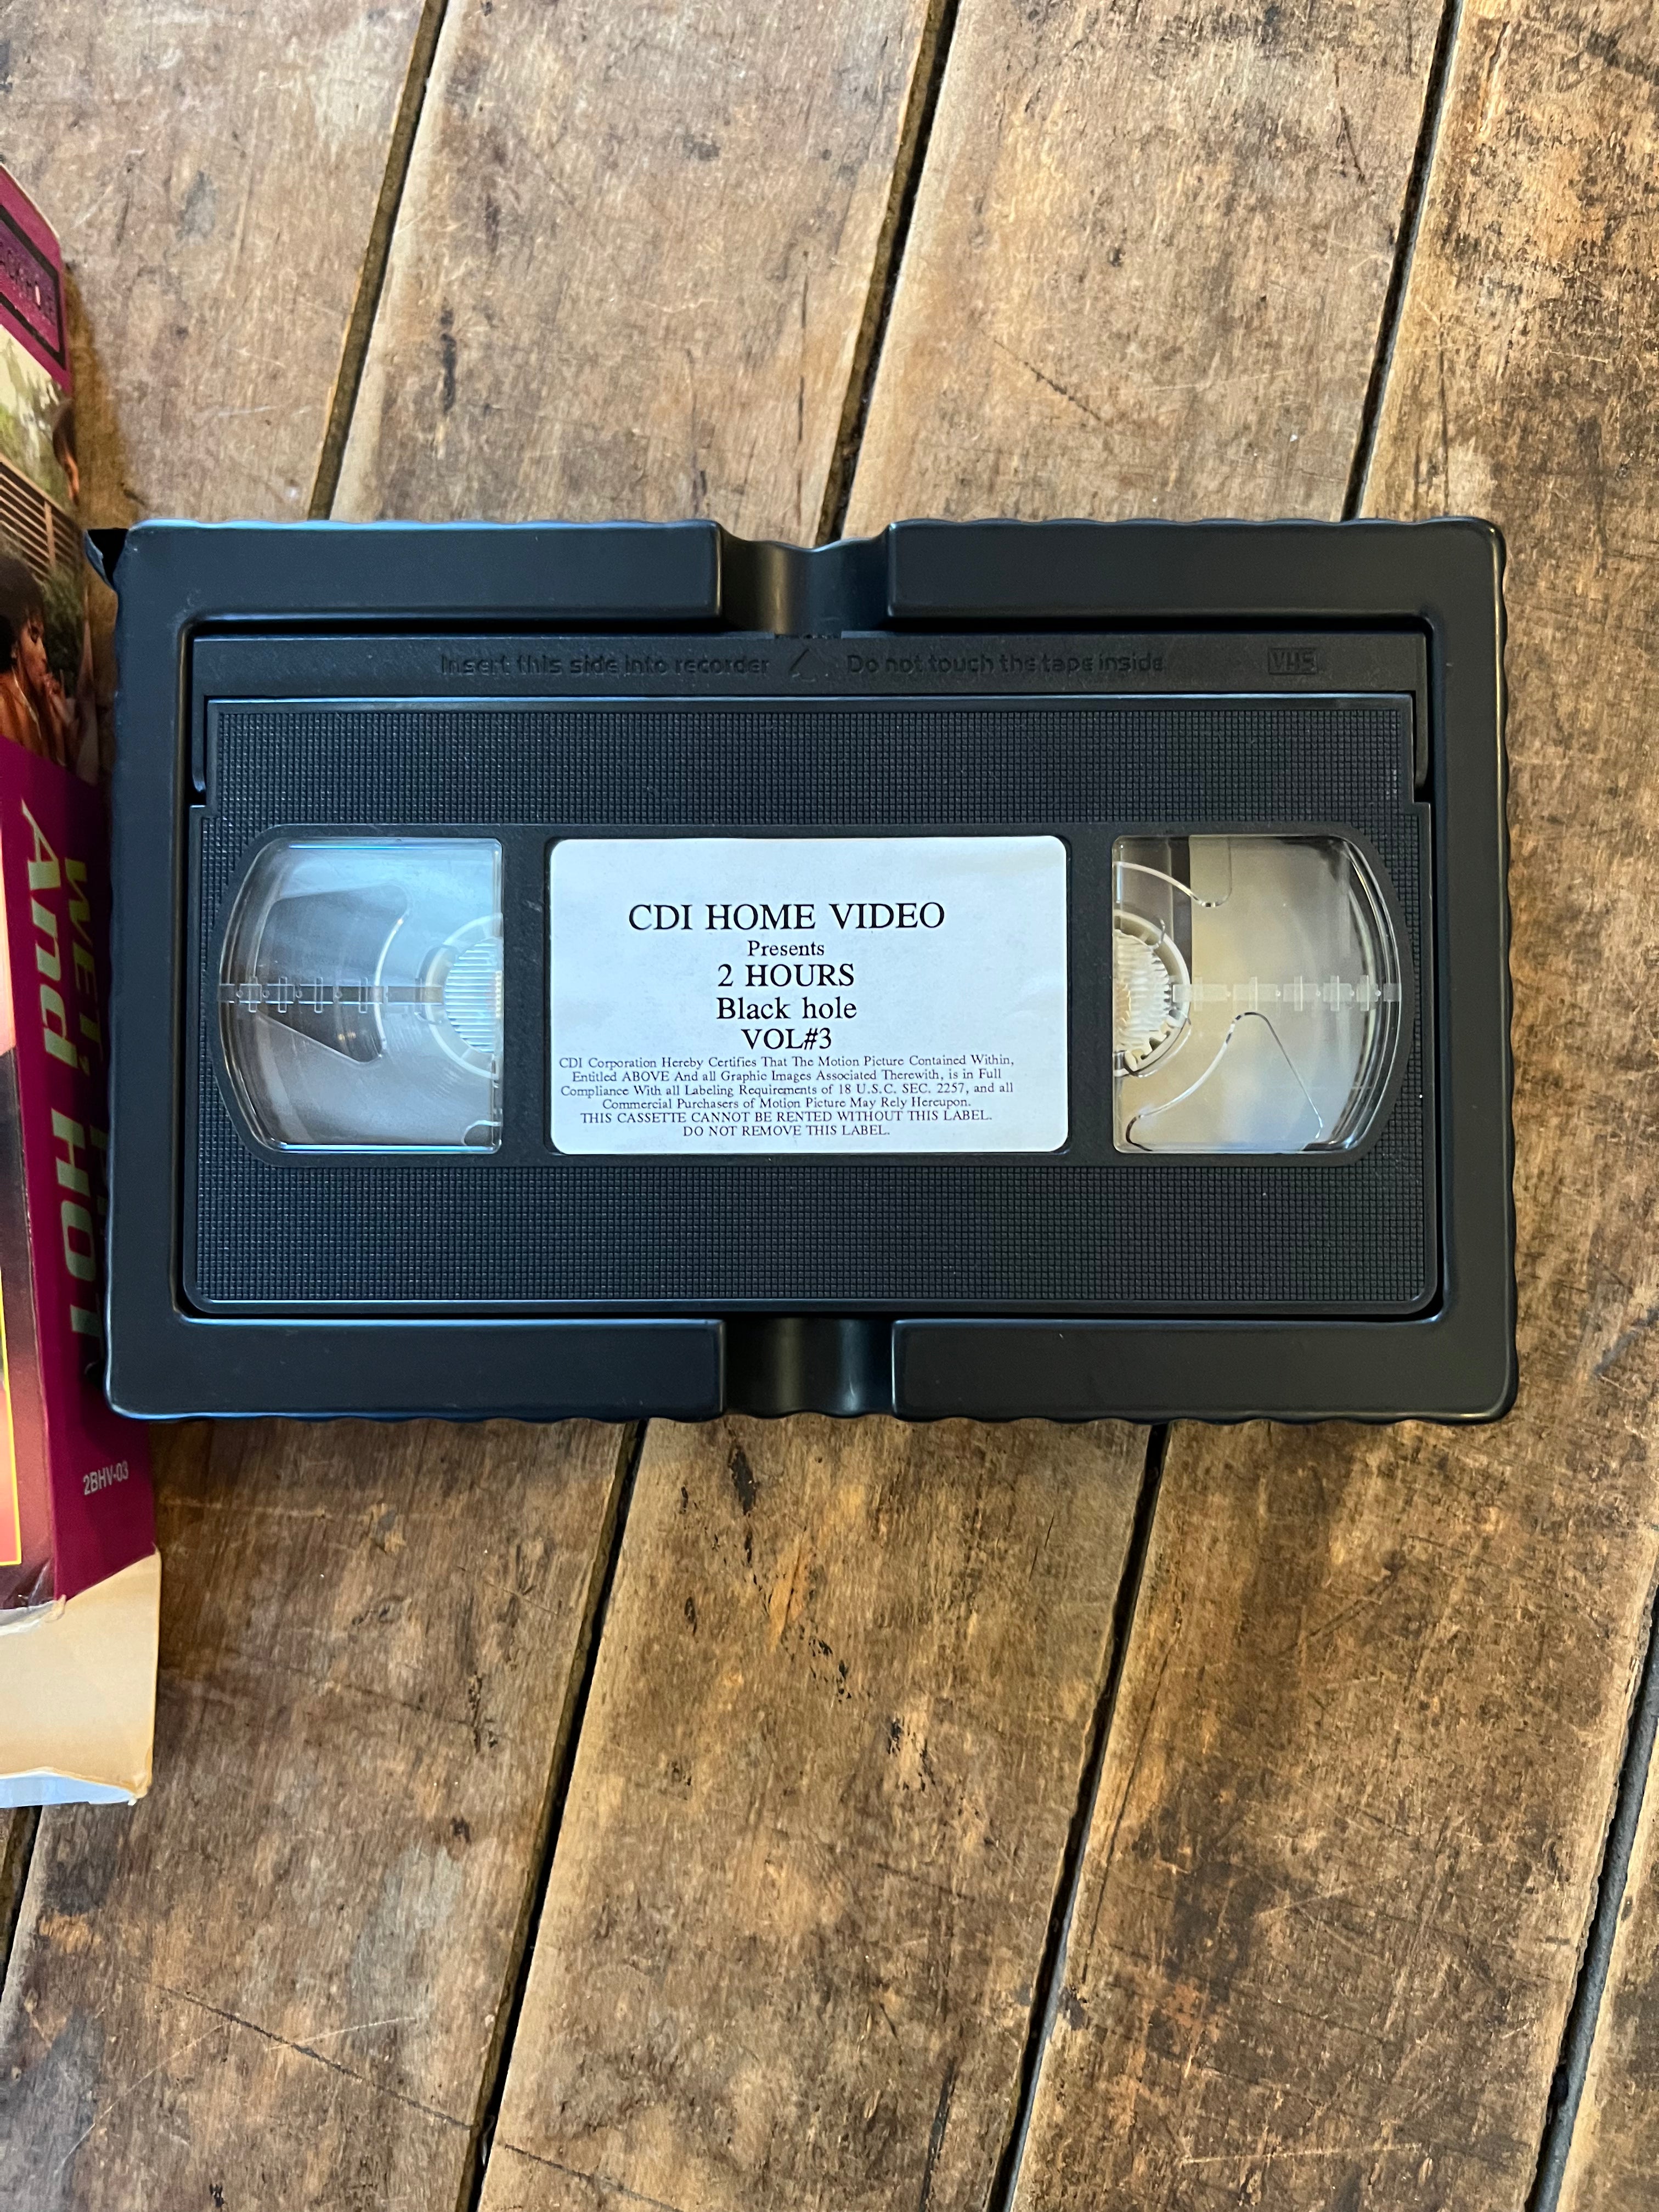 Insert this side into recorder Do not touch the tape inside
VHS
CDI HOME VIDEO
Presents
2 HOURS
Black hole
VOL#3
CDI Corporation Hereby Certifies That The Motion Picture Contained Within,
Entitled ABOVE And all Graphic Images Associated Therewith, is in Full
Compliance With all Labeling Requirements of 18 U.S.C. SEC. 2257, and all
Commercial Purchasers of Motion Picture May Rely Hereupon.
THIS CASSETTE CANNOT BE RENTED WITHOUT THIS LABEL.
DO NOT REMOVE THIS LABEL.
And Hot
2BHV-03